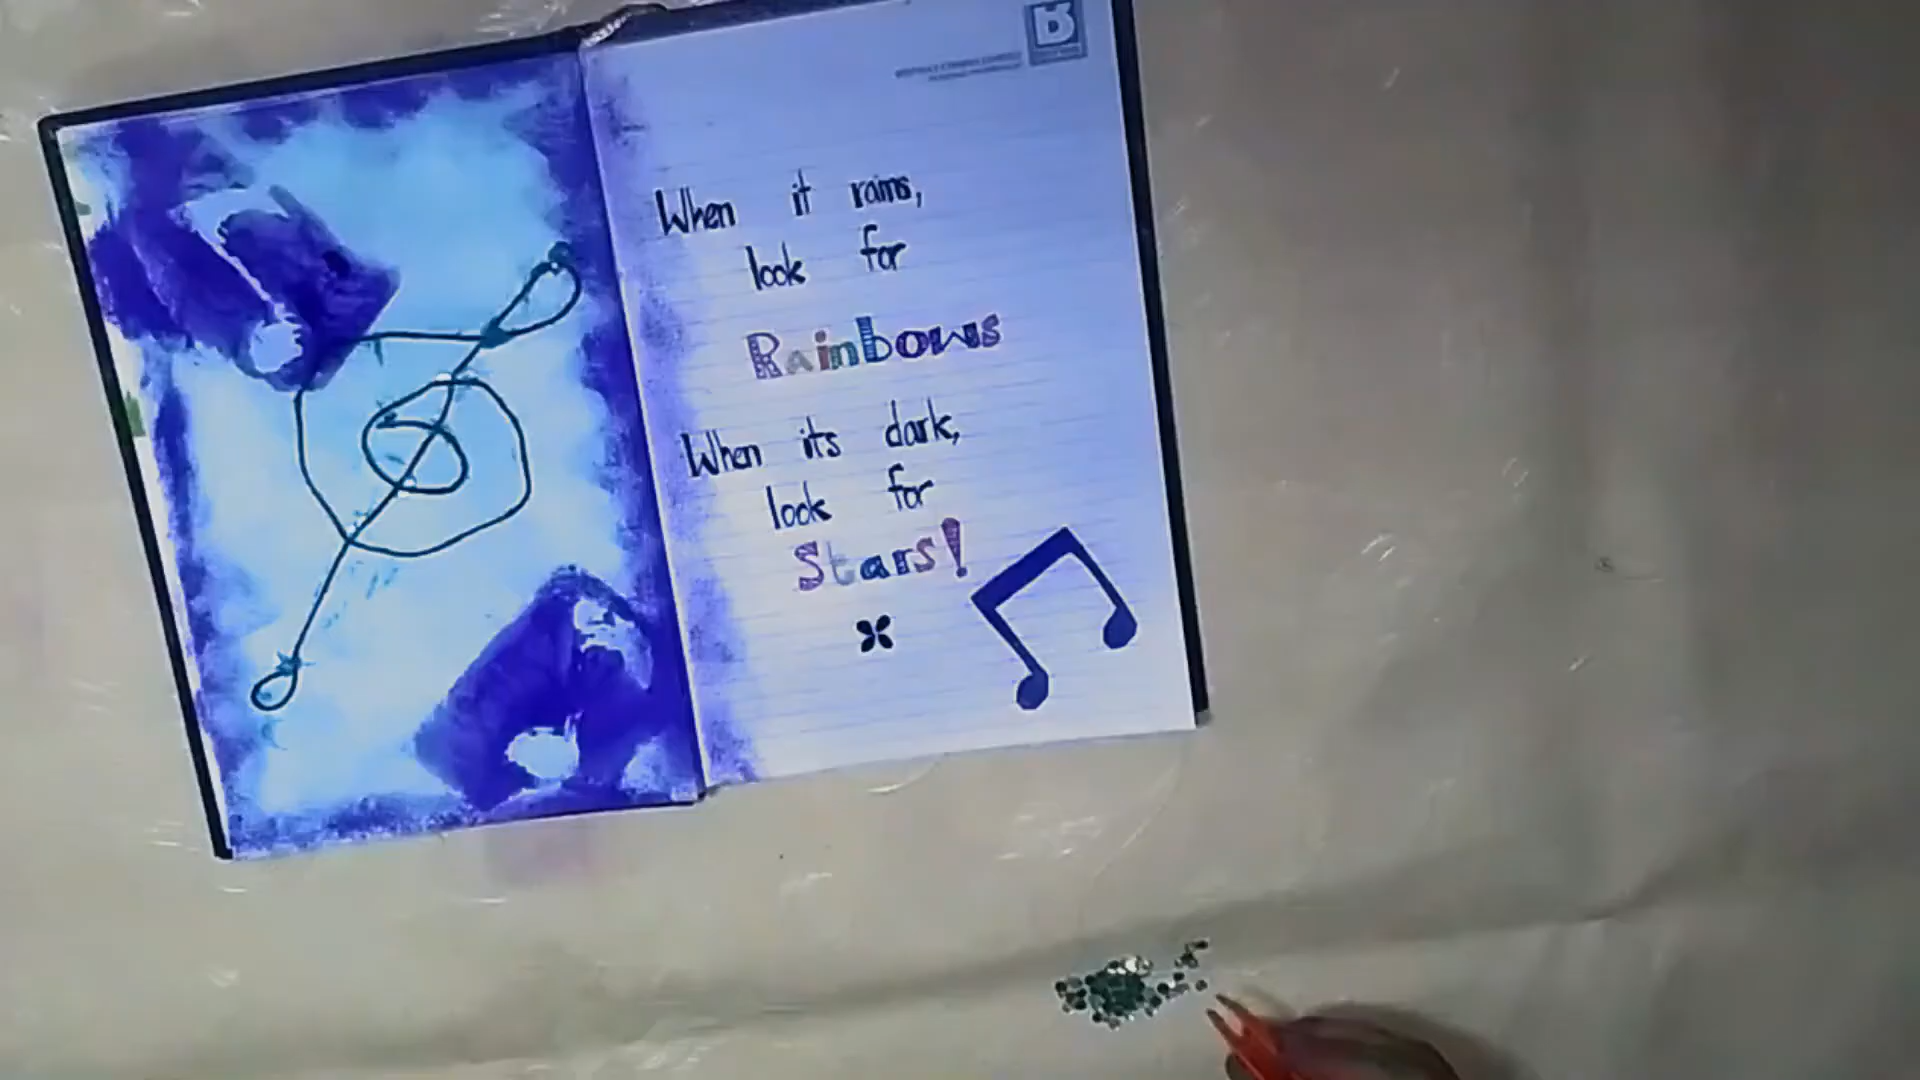 When it rains,
look for
Rainbows
When its dark,
look for
Stars!